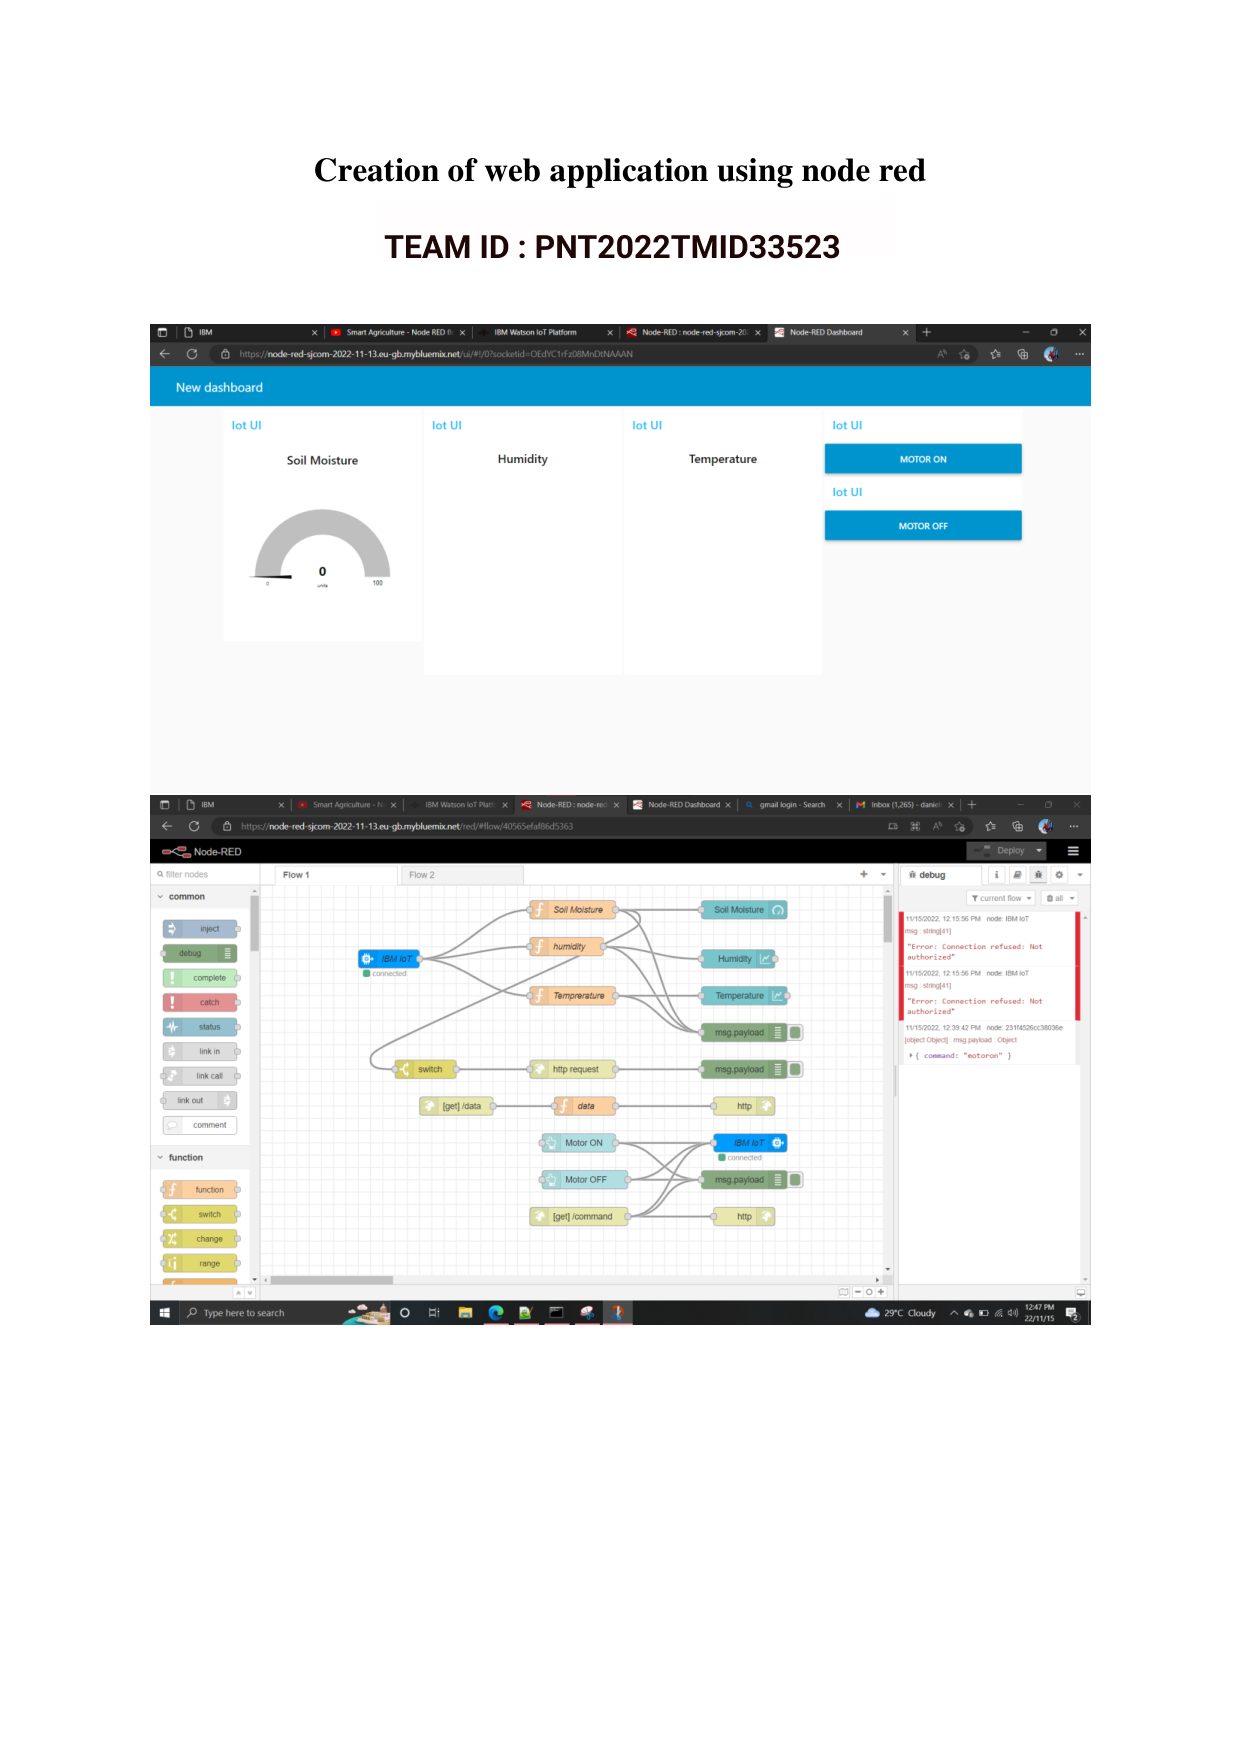 Creation of web application using node red
TEAM ID : PNT2022TMID33523
IBM
Smart Agriculture - Node RED
IBM Watson IoT Platform
Node-RED : node-red-sjcom-20
Node-RED Dashboard
https://node-red-sjcom-2022-11-13.eu-gb.mybluemix.net/ui/#!/0?socketid=OEdYC1rFz08MnDtNAAAN
New dashboard
Iot UI
Soil Moisture
0
units
0
100
Iot UI
Humidity
Iot UI
Temperature
Iot UI
MOTOR ON
Iot UI
MOTOR OFF
IBM
Smart Agriculture - N
IBM Watson IoT Platf
Node-RED : node-red
Node-RED Dashboard
gmail login - Search
Inbox (1,265) - daniel
https://node-red-sjcom-2022-11-13.eu-gb.mybluemix.net/red/#flow/40565efaf86d5363
Node-RED
Deploy
filter nodes
common
inject
debug
complete
catch
status
link in
link call
link out
comment
function
function
switch
change
range
Flow 1
Flow 2
Soil Moisture
Soil Moisture
humidity
IBM IoT
connected
Humidity
Temprerature
Temperature
msg.payload
switch
http request
msg.payload
[get] /data
data
http
Motor ON
IBM IoT
connected
Motor OFF
msg.payload
[get] /command
http
debug
i
current flow
all
11/15/2022, 12:15:56 PM node: IBM IoT
msg : string[41]
"Error: Connection refused: Not
authorized"
11/15/2022, 12:15:56 PM node: IBM IoT
msg : string[41]
"Error: Connection refused: Not
authorized"
11/15/2022, 12:39:42 PM node: 231f4526cc38036e
[object Object] : msg.payload : Object
{ command: "motoron" }
Type here to search
29°C Cloudy
12:47 PM
22/11/15
2